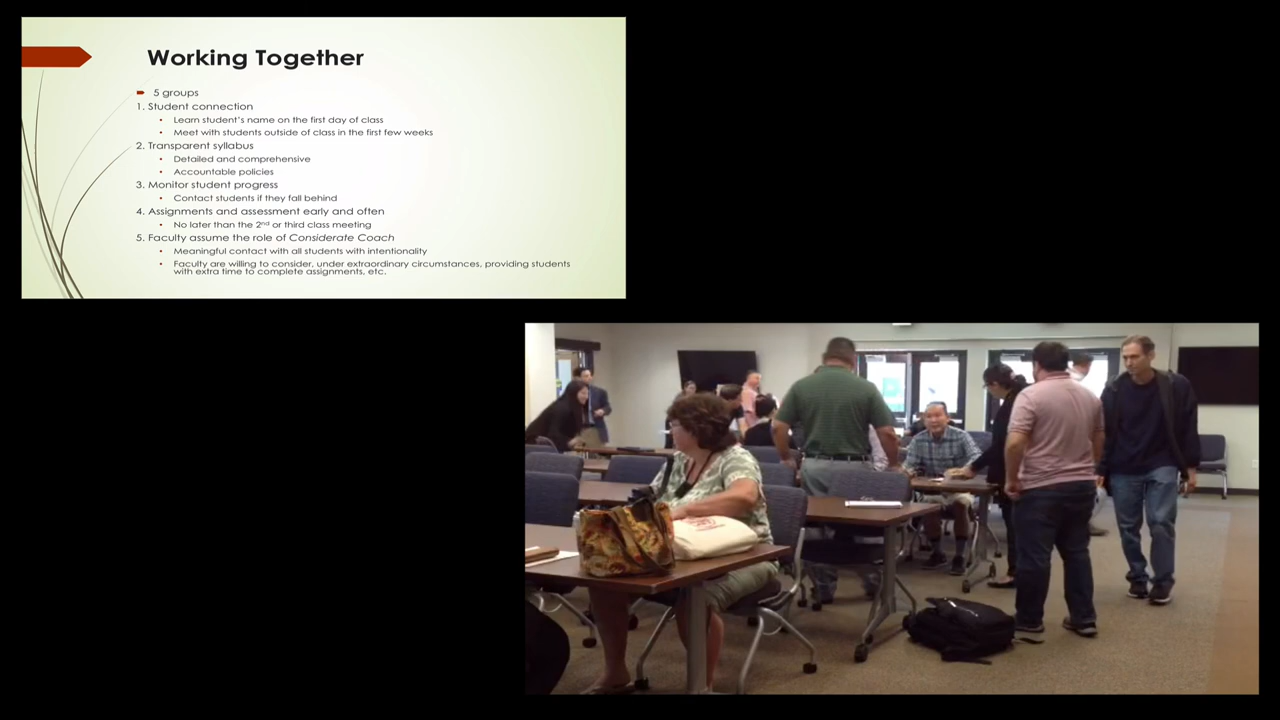 Working Together
5 groups
1. Student connection
Learn student's name on the first day of class
Meet with students outside of class in the first few weeks
2. Transparent syllabus
Detailed and comprehensive
Accountable policies
3. Monitor student progress
Contact students if they fall behind
4. Assignments and assessment early and often
No later than the 2nd or third class meeting
5. Faculty assume the role of Considerate Coach
Meaningful contact with all students with intentionality
Faculty are willing to consider, under extraordinary circumstances, providing students
with extra time to complete assignments, etc.